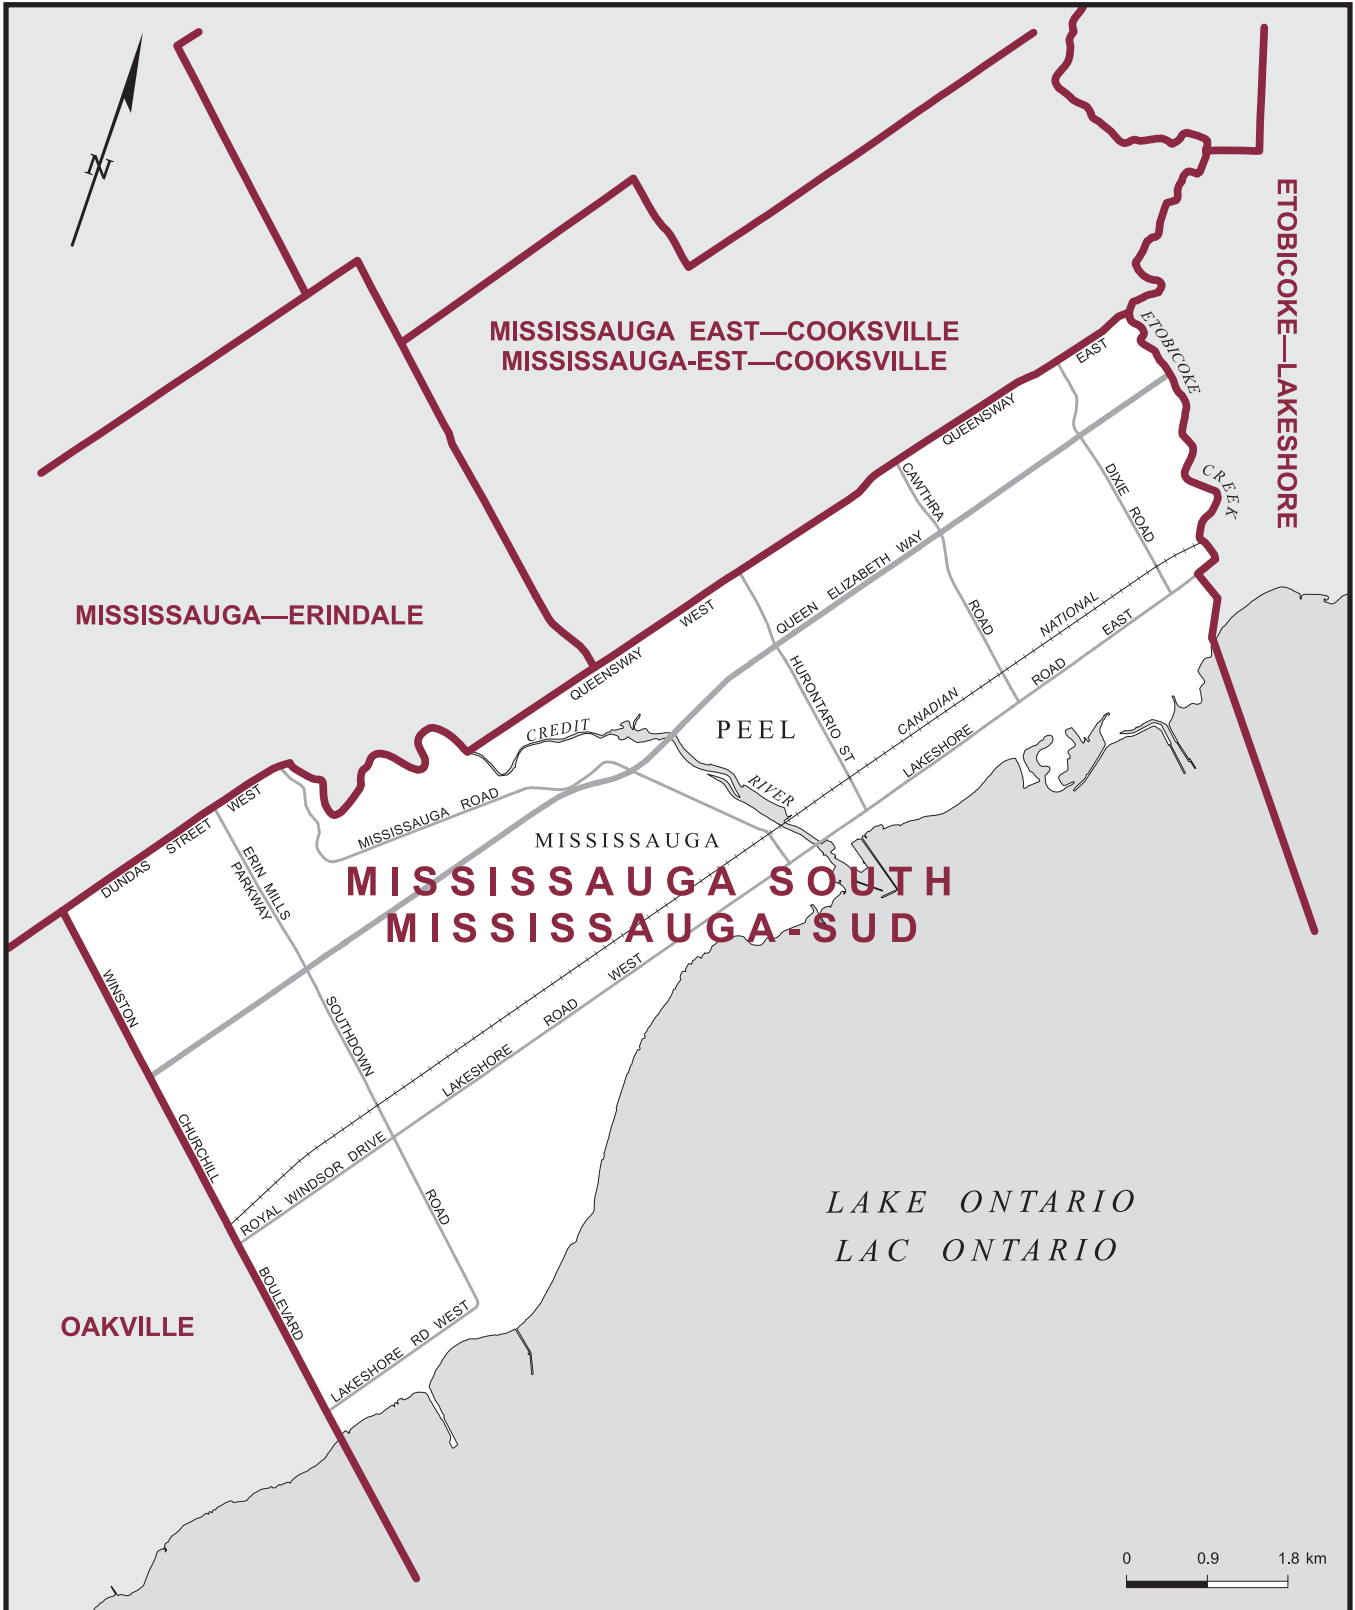 N
ETOBICOKE—LAKESHORE
MISSISSAUGA EAST—COOKSVILLE
MISSISSAUGA-EST—COOKSVILLE
ETOBICOKE
CREEK
EAST
QUEENSWAY
CAWTHRA
ROAD
DIXIE
ROAD
QUEEN ELIZABETH WAY
WEST
QUEENSWAY
MISSISSAUGA—ERINDALE
HURONTARIO ST
CANADIAN
NATIONAL
LAKESHORE
ROAD
EAST
CREDIT
RIVER
PEEL
MISSISSAUGA ROAD
MISSISSAUGA
MISSISSAUGA SOUTH
MISSISSAUGA-SUD
DUNDAS
STREET
WEST
ERIN MILLS
PARKWAY
SOUTHDOWN
ROAD
LAKESHORE
ROAD
WEST
ROYAL WINDSOR DRIVE
WINSTON
CHURCHILL
BOULEVARD
LAKESHORE RD WEST
OAKVILLE
LAKE ONTARIO
LAC ONTARIO
0 0.9 1.8 km